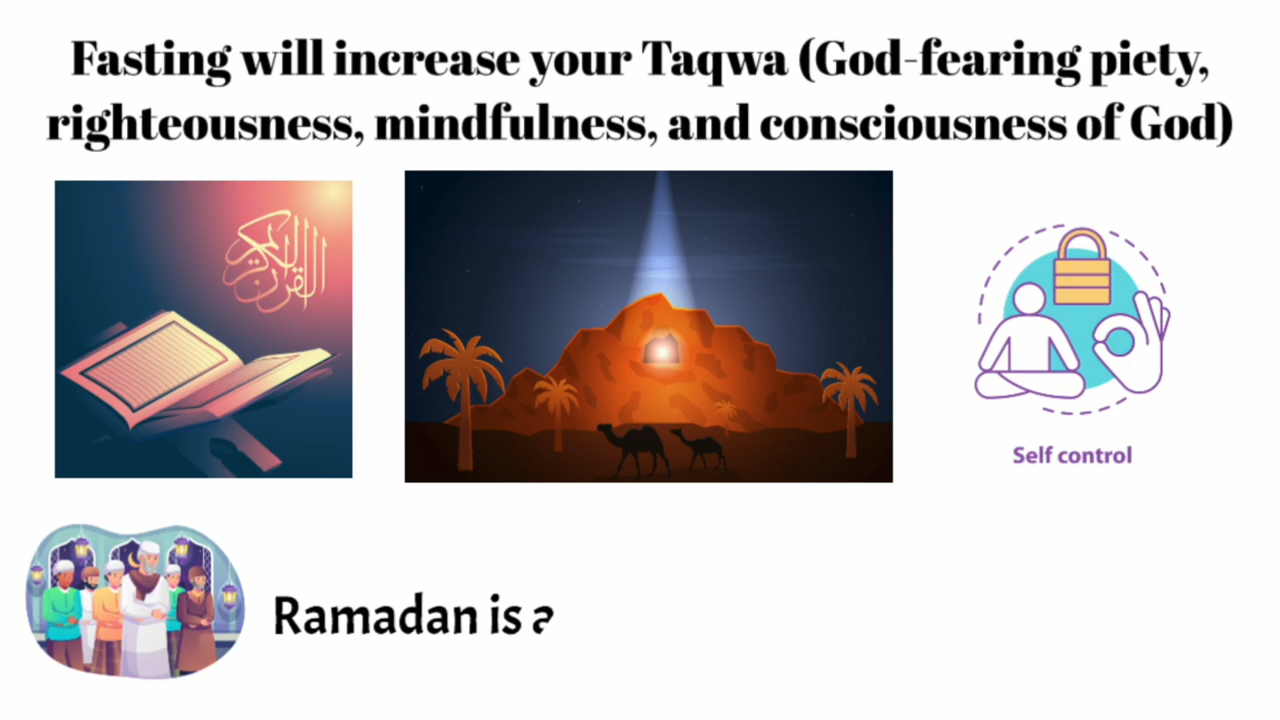 Fasting will increase your Taqwa (God-fearing piety,
righteousness, mindfulness, and consciousness of God)
القرآن الكريم
Self control
Ramadan is a